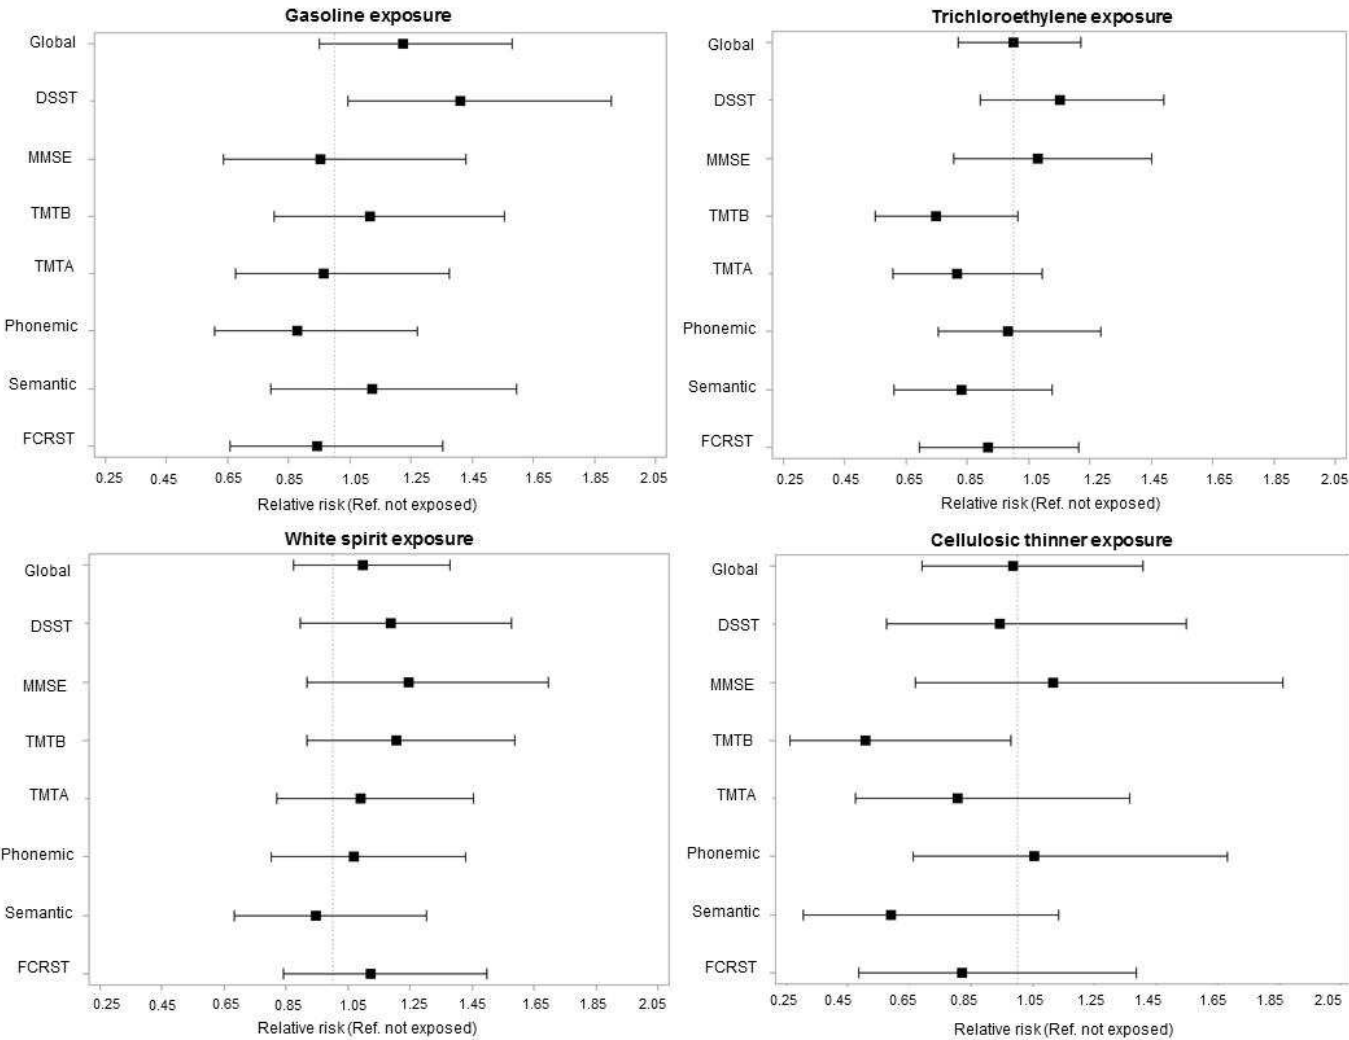 Gasoline exposure
Global
DSST
MMSE
TMTB
TMTA
Phonemic
Semantic
FCRST
0.25 0.45 0.65 0.85 1.05 1.25 1.45 1.65 1.85 2.05
Relative risk (Ref. not exposed)
Trichloroethylene exposure
Global
DSST
MMSE
TMTB
TMTA
Phonemic
Semantic
FCRST
0.25 0.45 0.65 0.85 1.05 1.25 1.45 1.65 1.85 2.05
Relative risk (Ref. not exposed)
White spirit exposure
Global
DSST
MMSE
TMTB
TMTA
Phonemic
Semantic
FCRST
0.25 0.45 0.65 0.85 1.05 1.25 1.45 1.65 1.85 2.05
Relative risk (Ref. not exposed)
Cellulosic thinner exposure
Global
DSST
MMSE
TMTB
TMTA
Phonemic
Semantic
FCRST
0.25 0.45 0.65 0.85 1.05 1.25 1.45 1.65 1.85 2.05
Relative risk (Ref. not exposed)